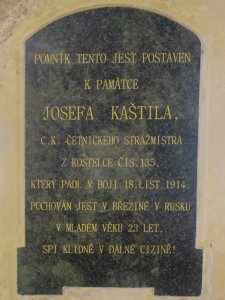 POMNÍK TENTO JEST POSTAVEN
K PAMÁTCE
JOSEFA KAŠTILA,
C.K. ČETNICKÉHO STRÁŽMISTRA
Z KOSTELCE ČÍS. 135.
KTERÝ PADL V BOJI 18. LIST. 1914.
POCHOVÁN JEST V BŘEZINĚ V RUSKU
V MLADÉM VĚKU 23 LET.
SPI KLIDNĚ V DÁLNÉ CIZINĚ!